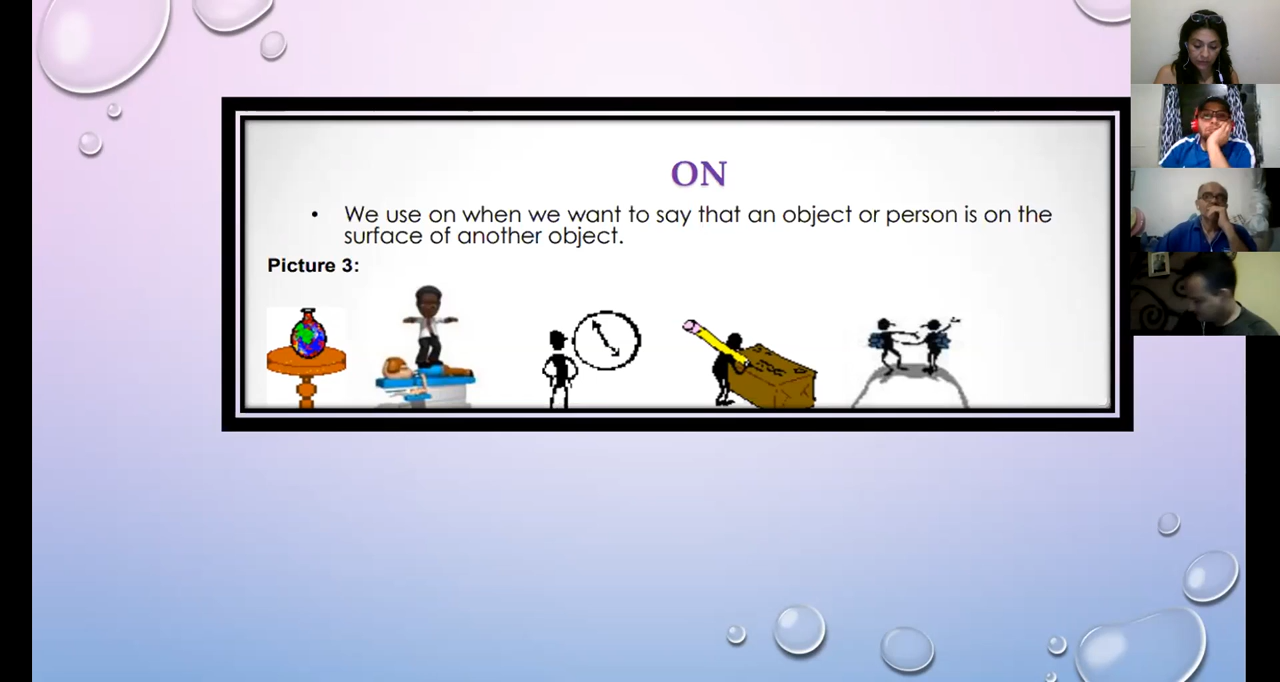 ON
• We use on when we want to say that an object or person is on the
surface of another object.
Picture 3: